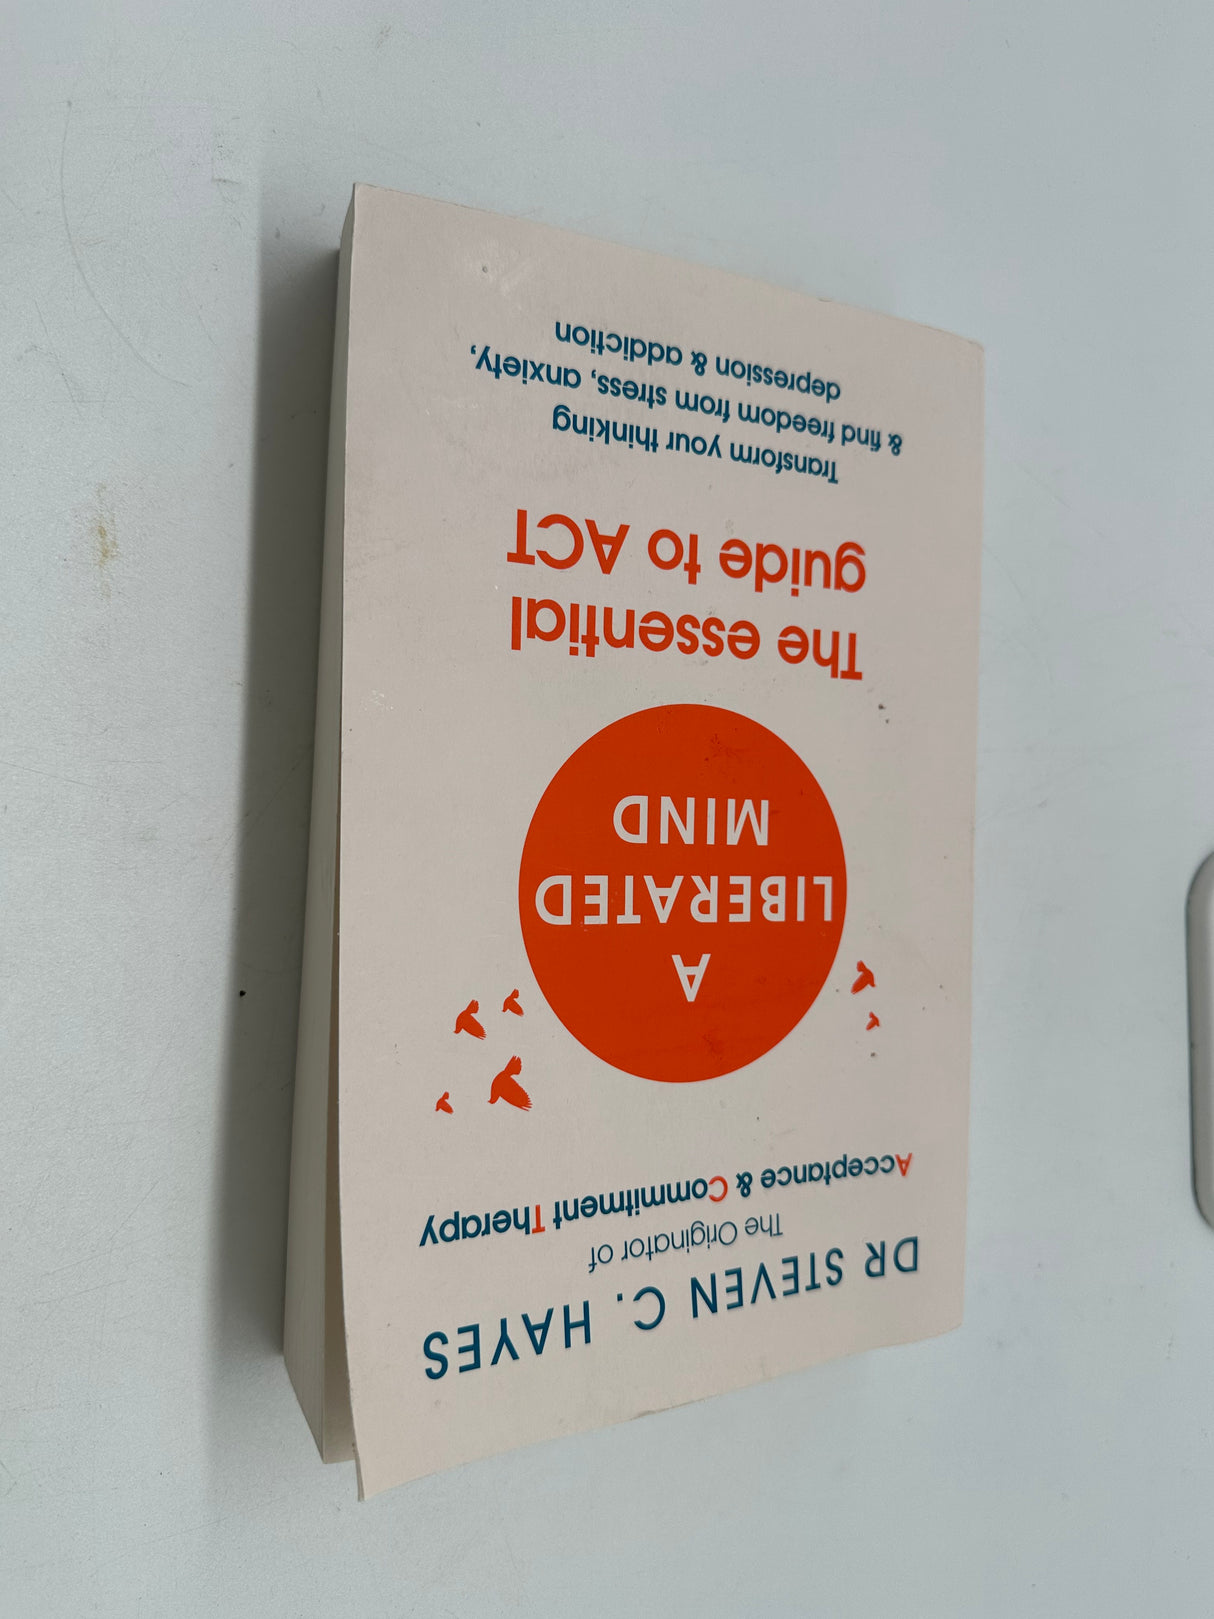 DR STEVEN C. HAYES
The Originator of
Acceptance & Commitment Therapy
A
LIBERATED
MIND
The essential
guide to ACT
Transform your thinking
& find freedom from stress, anxiety,
depression & addiction